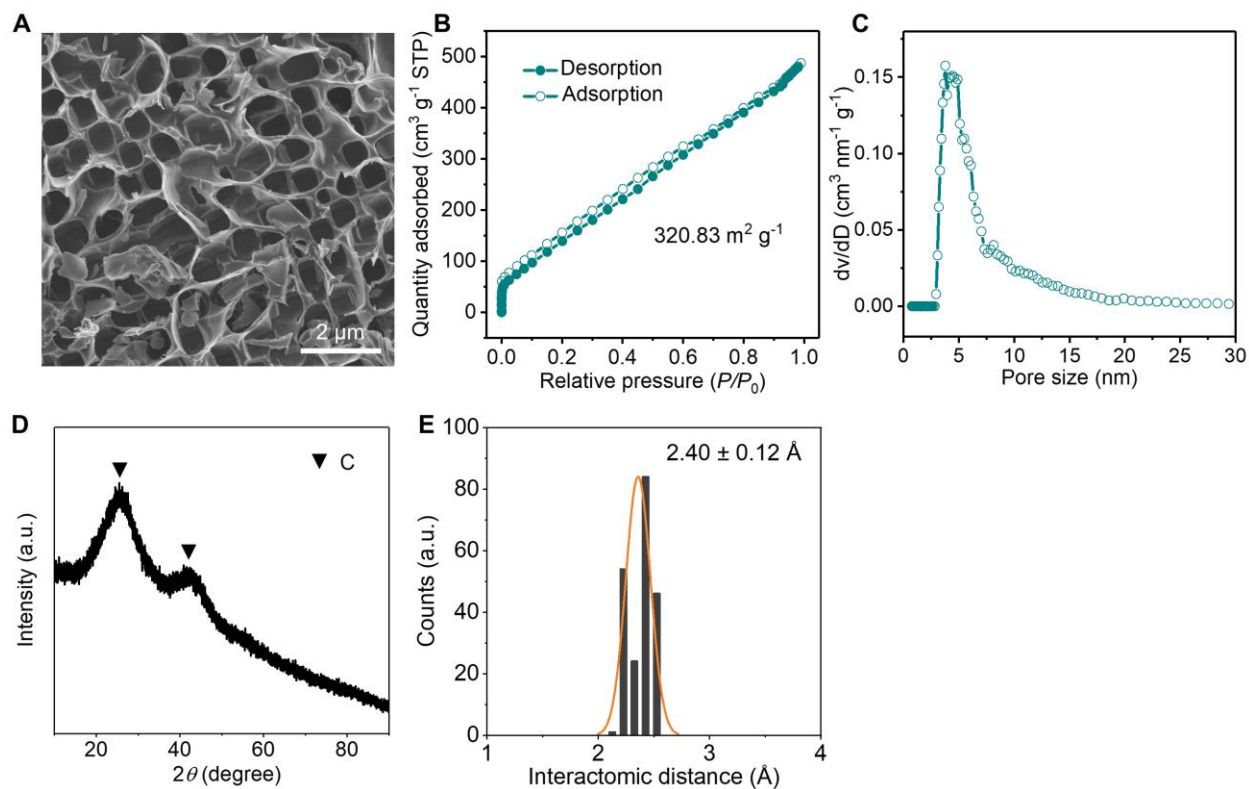 A
2 μm
B
Quantity adsorbed (cm³ g⁻¹ STP)
500
400
300
200
100
0
Desorption
Adsorption
320.83 m² g⁻¹
0.0 0.2 0.4 0.6 0.8 1.0
Relative pressure (P/P₀)
C
dv/dD (cm³ nm⁻¹ g⁻¹)
0.15
0.10
0.05
0.00
0 5 10 15 20 25 30
Pore size (nm)
D
Intensity (a.u.)
▼ C
20 40 60 80
2θ (degree)
E
Counts (a.u.)
100
80
60
40
20
0
2.40 ± 0.12 Å
1 2 3 4
Interactomic distance (Å)